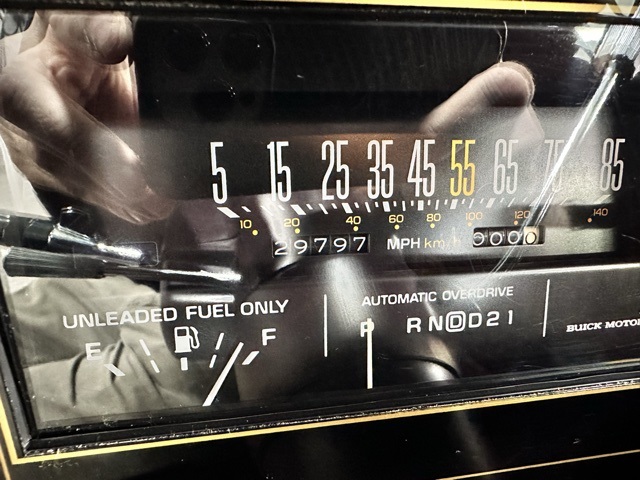 5 15 25 35 45 55 65 75 85
10 20 40 60 80 100 120 140
29797 MPH km/h 0000
UNLEADED FUEL ONLY
AUTOMATIC OVERDRIVE
E F
P R N D D 2 1
BUICK MOTOR